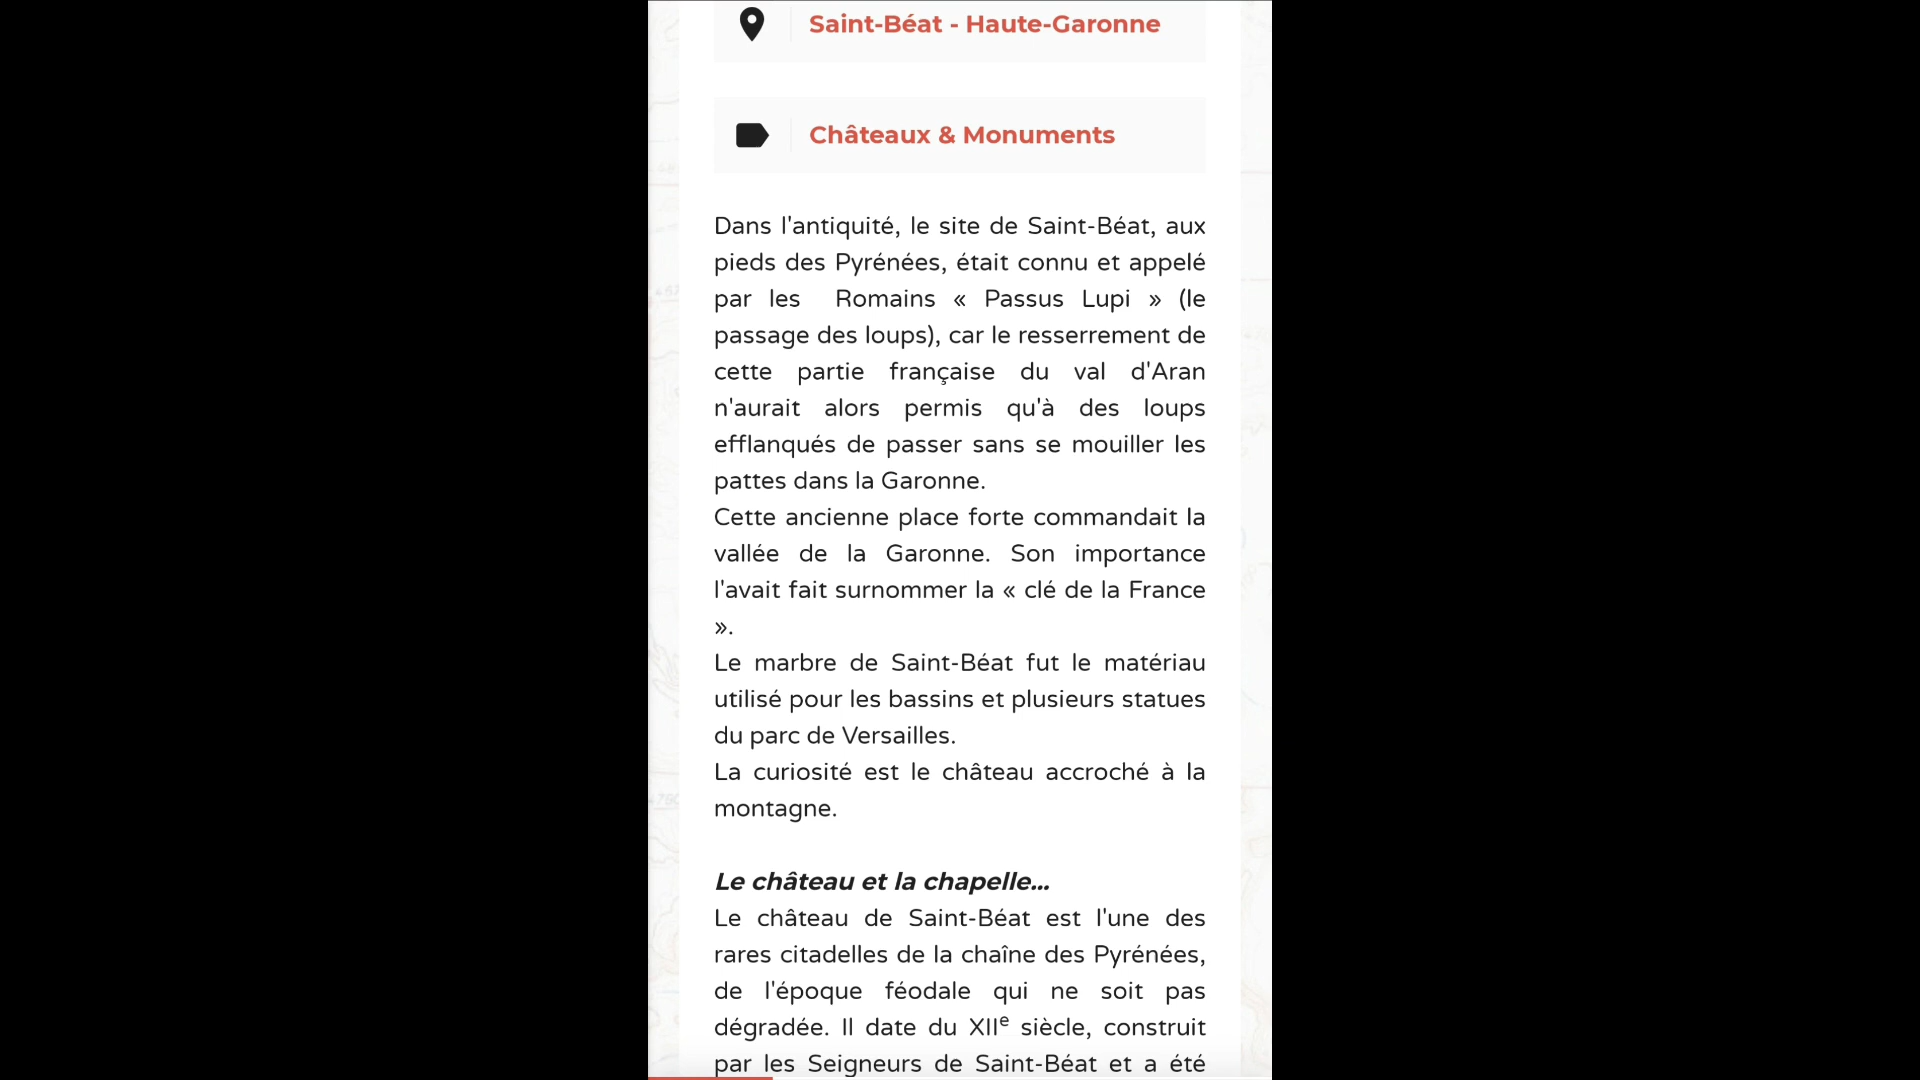 Saint-Béat - Haute-Garonne
Châteaux & Monuments
Dans l'antiquité, le site de Saint-Béat, aux
pieds des Pyrénées, était connu et appelé
par les Romains « Passus Lupi » (le
passage des loups), car le resserrement de
cette partie française du val d'Aran
n'aurait alors permis qu'à des loups
efflanqués de passer sans se mouiller les
pattes dans la Garonne.
Cette ancienne place forte commandait la
vallée de la Garonne. Son importance
l'avait fait surnommer la « clé de la France
».
Le marbre de Saint-Béat fut le matériau
utilisé pour les bassins et plusieurs statues
du parc de Versailles.
La curiosité est le château accroché à la
montagne.
Le château et la chapelle...
Le château de Saint-Béat est l'une des
rares citadelles de la chaîne des Pyrénées,
de l'époque féodale qui ne soit pas
dégradée. Il date du XIIe siècle, construit
par les Seigneurs de Saint-Béat et a été